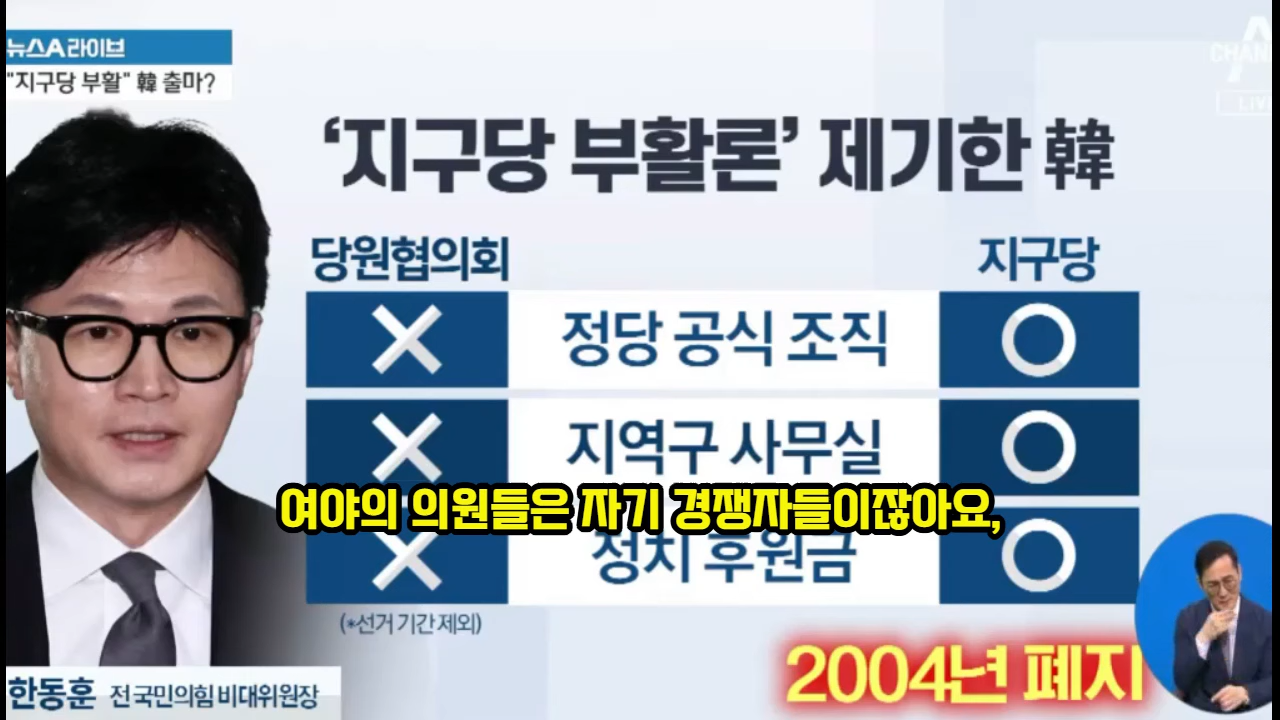 뉴스A 라이브
"지구당 부활" 韓 출마?
CHANN
LIVE
'지구당 부활론' 제기한 韓
당원협의회 지구당
✕ 정당 공식 조직 ○
✕ 지역구 사무실 ○
여야의 의원들은 자기 경쟁자들이잖아요,
✕ 정치 후원금 ○
(*선거 기간 제외)
2004년 폐지
한동훈 전 국민의힘 비대위원장